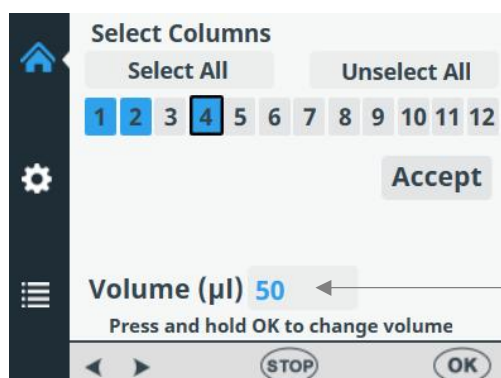 Select Columns
Select All Unselect All
1 2 3 4 5 6 7 8 9 10 11 12
Accept
Volume (µl) 50
Press and hold OK to change volume
STOP OK